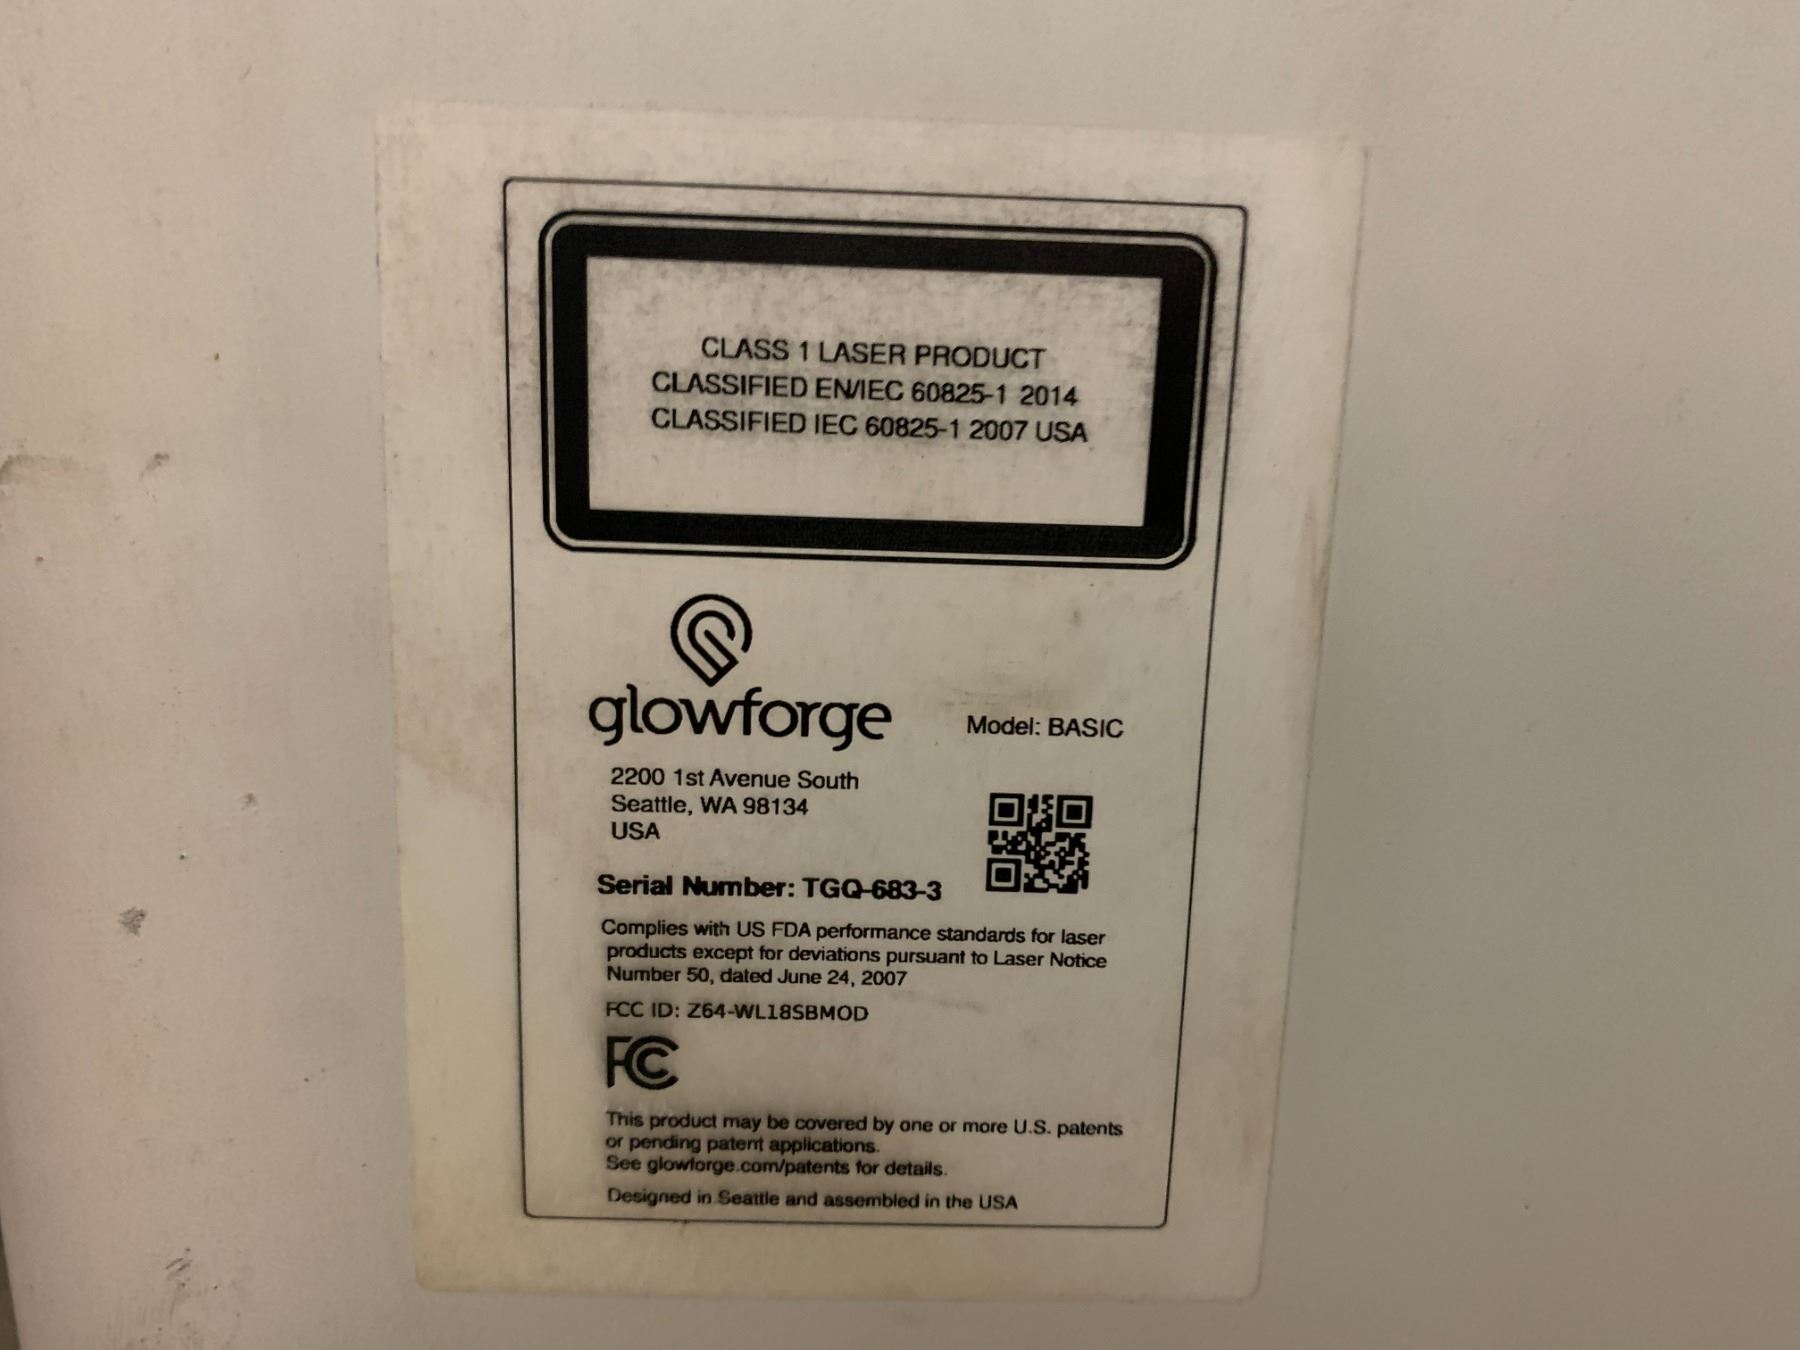 CLASS 1 LASER PRODUCT
CLASSIFIED EN/IEC 60825-1 2014
CLASSIFIED IEC 60825-1 2007 USA
glowforge
Model: BASIC
2200 1st Avenue South
Seattle, WA 98134
USA
Serial Number: TGQ-683-3
Complies with US FDA performance standards for laser
products except for deviations pursuant to Laser Notice
Number 50, dated June 24, 2007
FCC ID: Z64-WL18SBMOD
FC
This product may be covered by one or more U.S. patents
or pending patent applications.
See glowforge.com/patents for details.
Designed in Seattle and assembled in the USA